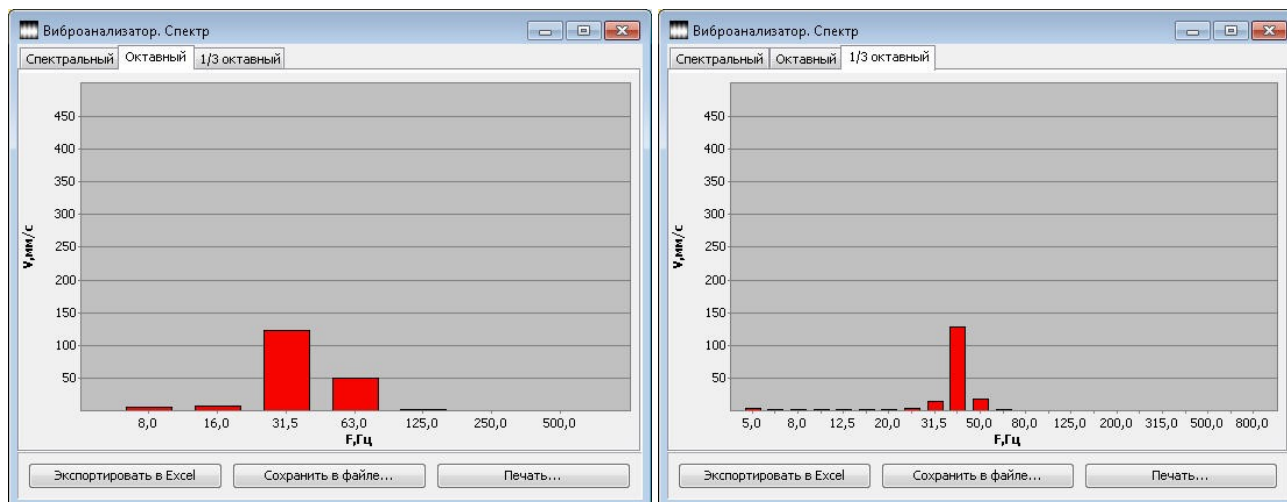 Виброанализатор. Спектр
Спектральный Октавный 1/3 октавный
450
400
350
300
250
200
150
100
50
V,мм/с
8,0 16,0 31,5 63,0 125,0 250,0 500,0
F,Гц
Экспортировать в Excel Сохранить в файле... Печать...
Виброанализатор. Спектр
Спектральный Октавный 1/3 октавный
450
400
350
300
250
200
150
100
50
V,мм/с
5,0 8,0 12,5 20,0 31,5 50,0 80,0 125,0 200,0 315,0 500,0 800,0
F,Гц
Экспортировать в Excel Сохранить в файле... Печать...